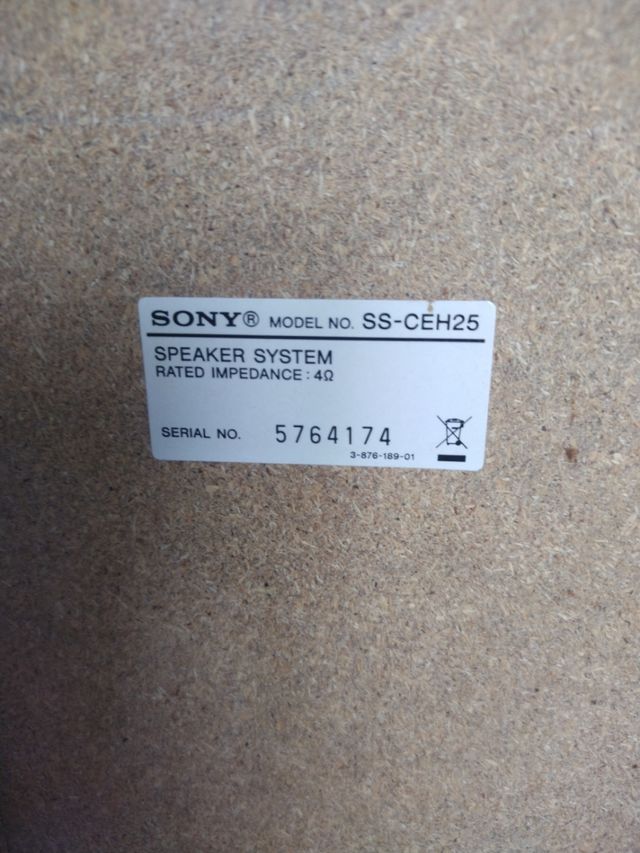 SONY® MODEL NO. SS-CEH25
SPEAKER SYSTEM
RATED IMPEDANCE : 4Ω
SERIAL NO. 5764174
3-876-189-01